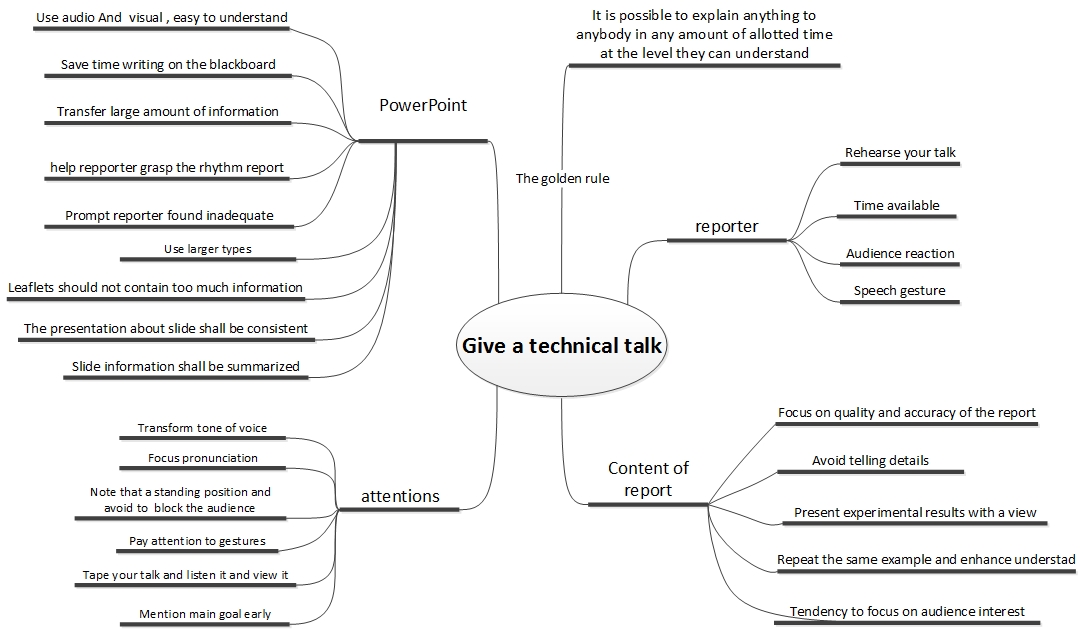 Use audio And  visual , easy to understand
Save time writing on the blackboard
Transfer large amount of information
help repporter grasp the rhythm report
Prompt reporter found inadequate
Use larger types
Leaflets should not contain too much information
The presentation about slide shall be consistent
Slide information shall be summarized
PowerPoint
It is possible to explain anything to
anybody in any amount of allotted time
at the level they can understand
The golden rule
reporter
Rehearse your talk
Time available
Audience reaction
Speech gesture
Give a technical talk
Transform tone of voice
Focus pronunciation
Note that a standing position and
avoid to  block the audience
Pay attention to gestures
Tape your talk and listen it and view it
Mention main goal early
attentions
Content of
report
Focus on quality and accuracy of the report
Avoid telling details
Present experimental results with a view
Repeat the same example and enhance understad
Tendency to focus on audience interest